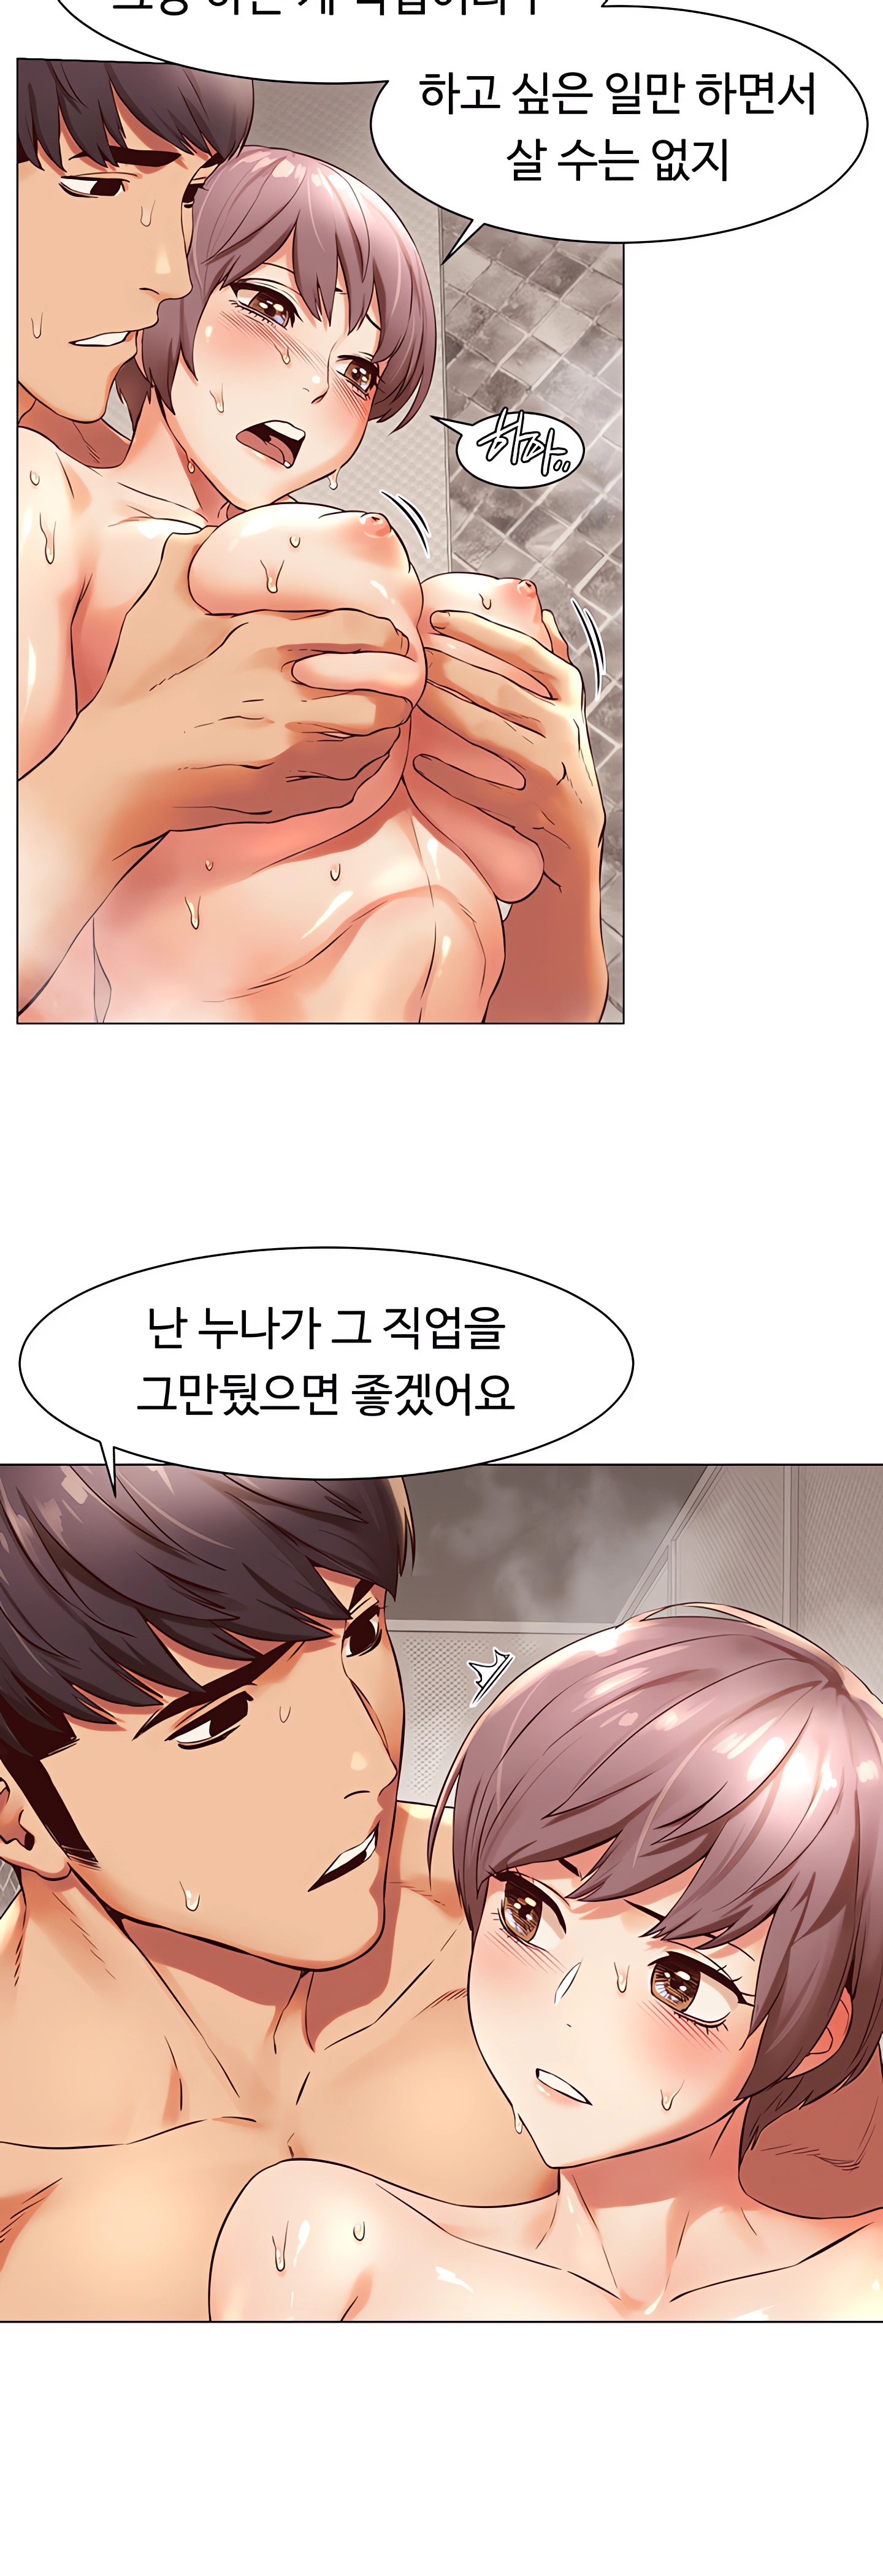 하고 싶은 일만 하면서
살 수는 없지
하아..
난 누나가 그 직업을
그만뒀으면 좋겠어요